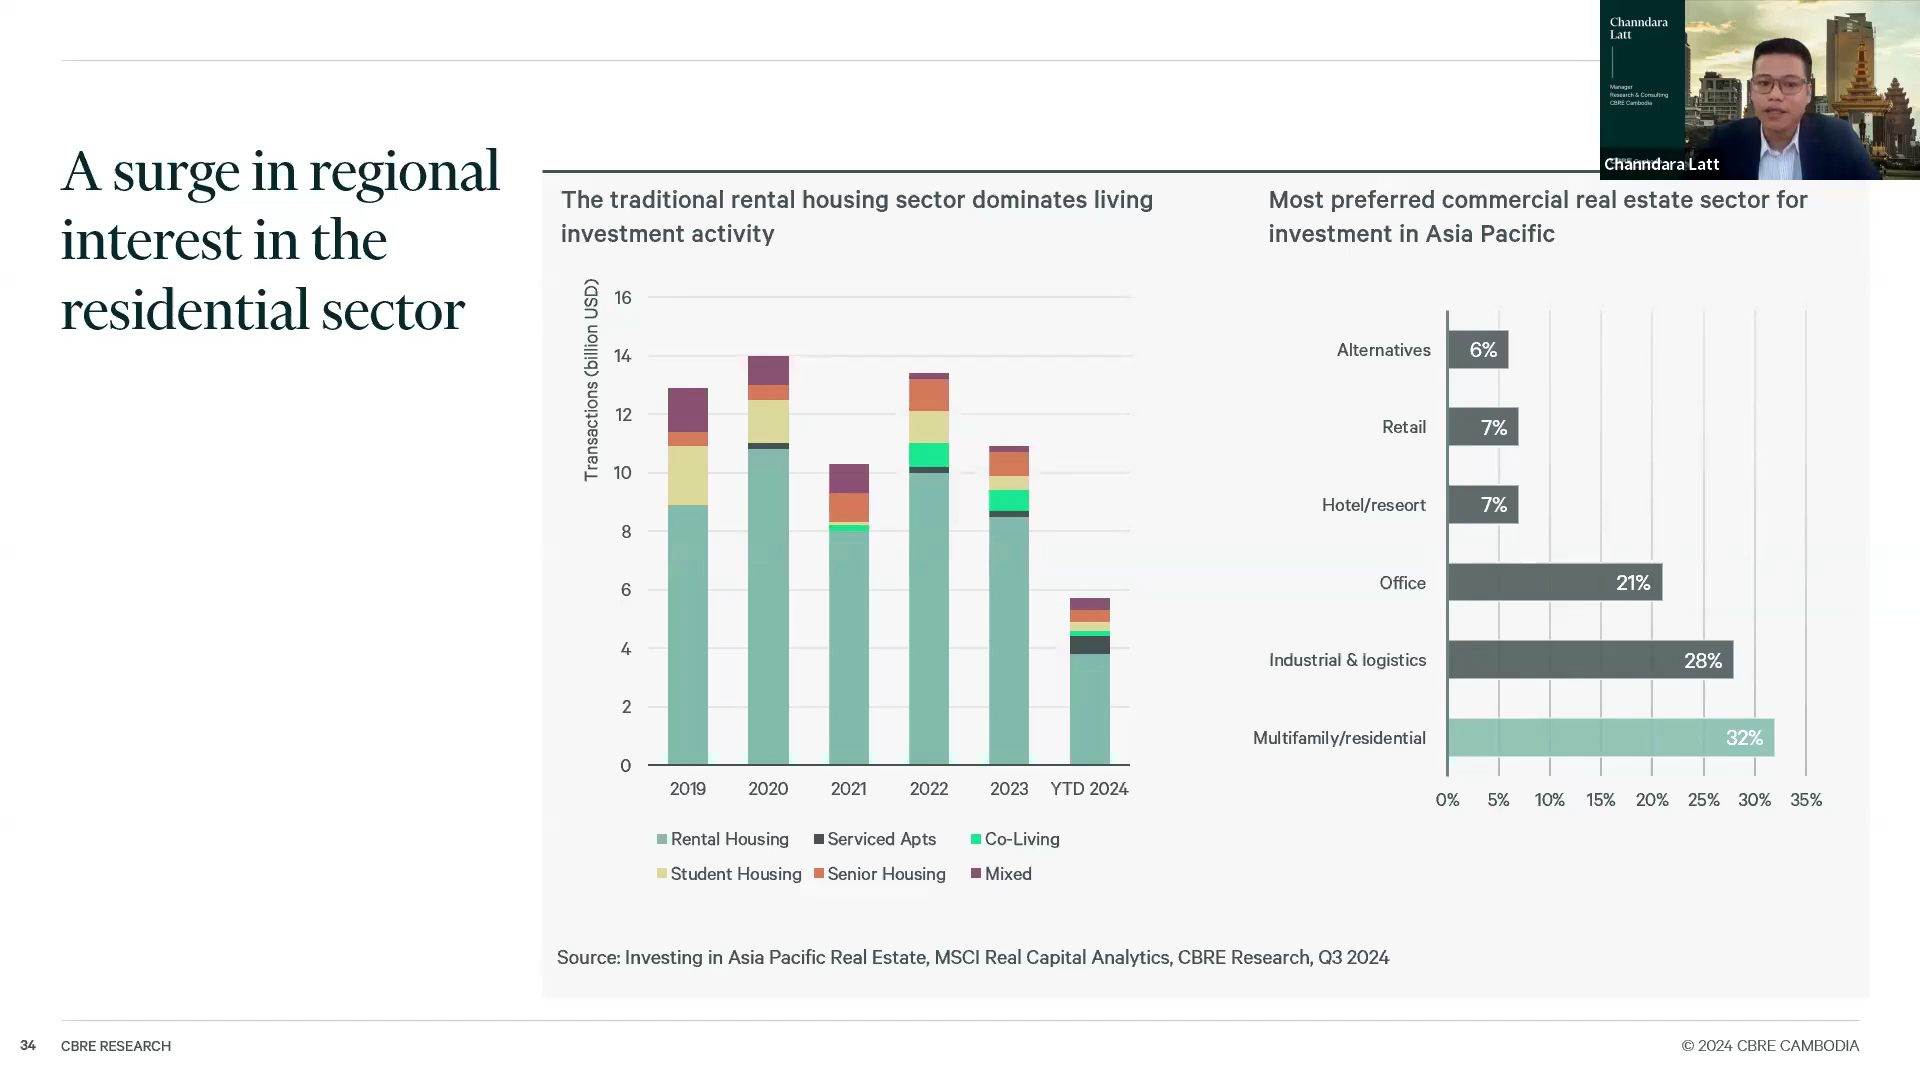 Channdara
Latt
Manager
Research & Consulting
CBRE Cambodia
Channdara Latt
A surge in regional
interest in the
residential sector
The traditional rental housing sector dominates living
investment activity
Transactions (billion USD)
16
14
12
10
8
6
4
2
0
2019 2020 2021 2022 2023 YTD 2024
Rental Housing Serviced Apts Co-Living
Student Housing Senior Housing Mixed
Most preferred commercial real estate sector for
investment in Asia Pacific
Alternatives 6%
Retail 7%
Hotel/reseort 7%
Office 21%
Industrial & logistics 28%
Multifamily/residential 32%
0% 5% 10% 15% 20% 25% 30% 35%
Source: Investing in Asia Pacific Real Estate, MSCI Real Capital Analytics, CBRE Research, Q3 2024
34 CBRE RESEARCH
© 2024 CBRE CAMBODIA